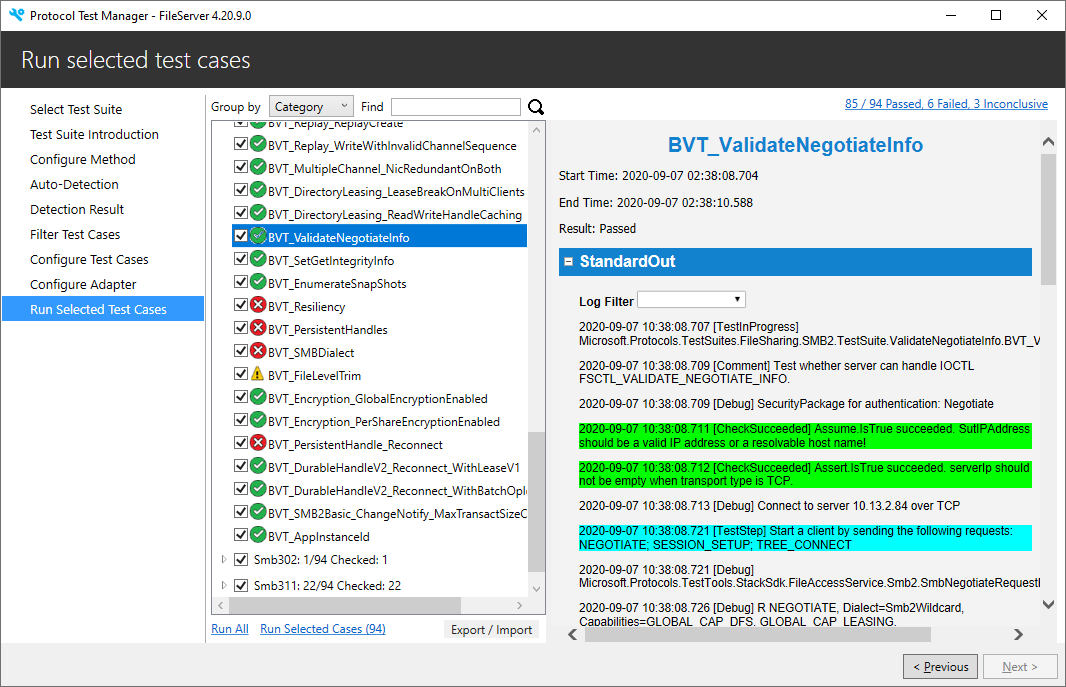 Protocol Test Manager - FileServer 4.20.9.0
Run selected test cases
Select Test Suite
Test Suite Introduction
Configure Method
Auto-Detection
Detection Result
Filter Test Cases
Configure Test Cases
Configure Adapter
Run Selected Test Cases
Group by Category Find
85 / 94 Passed, 6 Failed, 3 Inconclusive
BVT_Replay_ReplayCreate
BVT_Replay_WriteWithInvalidChannelSequence
BVT_MultipleChannel_NicRedundantOnBoth
BVT_DirectoryLeasing_LeaseBreakOnMultiClients
BVT_DirectoryLeasing_ReadWriteHandleCaching
BVT_ValidateNegotiateInfo
BVT_SetGetIntegrityInfo
BVT_EnumerateSnapShots
BVT_Resiliency
BVT_PersistentHandles
BVT_SMBDialect
BVT_FileLevelTrim
BVT_Encryption_GlobalEncryptionEnabled
BVT_Encryption_PerShareEncryptionEnabled
BVT_PersistentHandle_Reconnect
BVT_DurableHandleV2_Reconnect_WithLeaseV1
BVT_DurableHandleV2_Reconnect_WithBatchOpl
BVT_SMB2Basic_ChangeNotify_MaxTransactSizeC
BVT_AppInstanceId
Smb302: 1/94 Checked: 1
Smb311: 22/94 Checked: 22
Run All Run Selected Cases (94) Export / Import
BVT_ValidateNegotiateInfo
Start Time: 2020-09-07 02:38:08.704
End Time: 2020-09-07 02:38:10.588
Result: Passed
StandardOut
Log Filter
2020-09-07 10:38:08.707 [TestInProgress]
Microsoft.Protocols.TestSuites.FileSharing.SMB2.TestSuite.ValidateNegotiateInfo.BVT_V
2020-09-07 10:38:08.709 [Comment] Test whether server can handle IOCTL
FSCTL_VALIDATE_NEGOTIATE_INFO.
2020-09-07 10:38:08.709 [Debug] SecurityPackage for authentication: Negotiate
2020-09-07 10:38:08.711 [CheckSucceeded] Assume.IsTrue succeeded. SutIPAddress
should be a valid IP address or a resolvable host name!
2020-09-07 10:38:08.712 [CheckSucceeded] Assert.IsTrue succeeded. serverIp should
not be empty when transport type is TCP.
2020-09-07 10:38:08.713 [Debug] Connect to server 10.13.2.84 over TCP
2020-09-07 10:38:08.721 [TestStep] Start a client by sending the following requests:
NEGOTIATE; SESSION_SETUP; TREE_CONNECT
2020-09-07 10:38:08.721 [Debug]
Microsoft.Protocols.TestTools.StackSdk.FileAccessService.Smb2.SmbNegotiateRequestI
2020-09-07 10:38:08.726 [Debug] R NEGOTIATE, Dialect=Smb2Wildcard,
Capabilities=GLOBAL_CAP_DFS, GLOBAL_CAP_LEASING,
< Previous
Next >